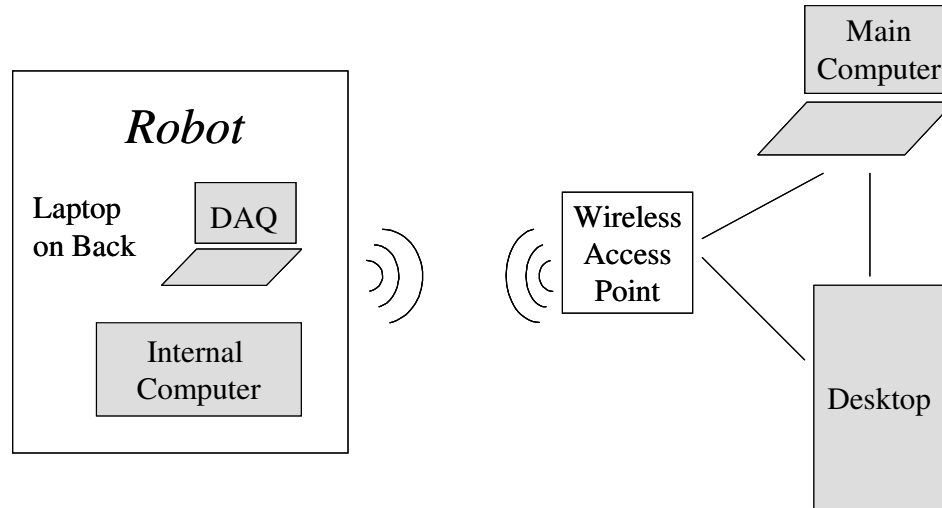 Robot
Laptop
on Back
DAQ
Internal
Computer
Wireless
Access
Point
Main
Computer
Desktop